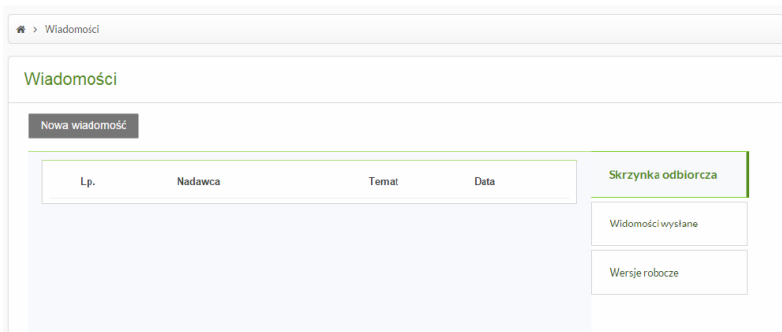 > Wiadomości
Wiadomości
Nowa wiadomość
Lp. Nadawca Temat Data
Skrzynka odbiorcza
Widomości wysłane
Wersje robocze